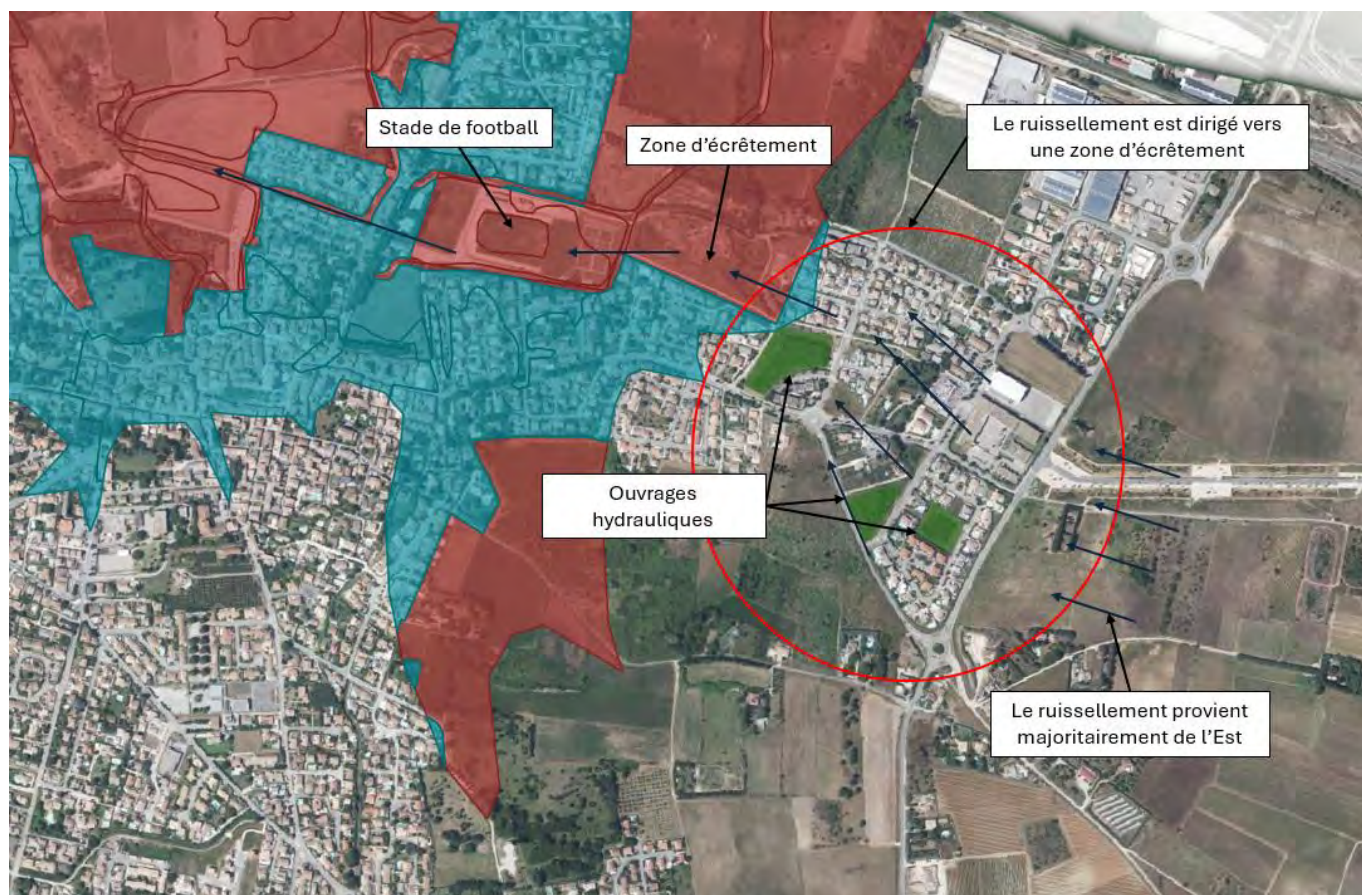 Stade de football
Zone d'écrêtement
Le ruissellement est dirigé vers
une zone d'écrêtement
Ouvrages
hydrauliques
Le ruissellement provient
majoritairement de l'Est